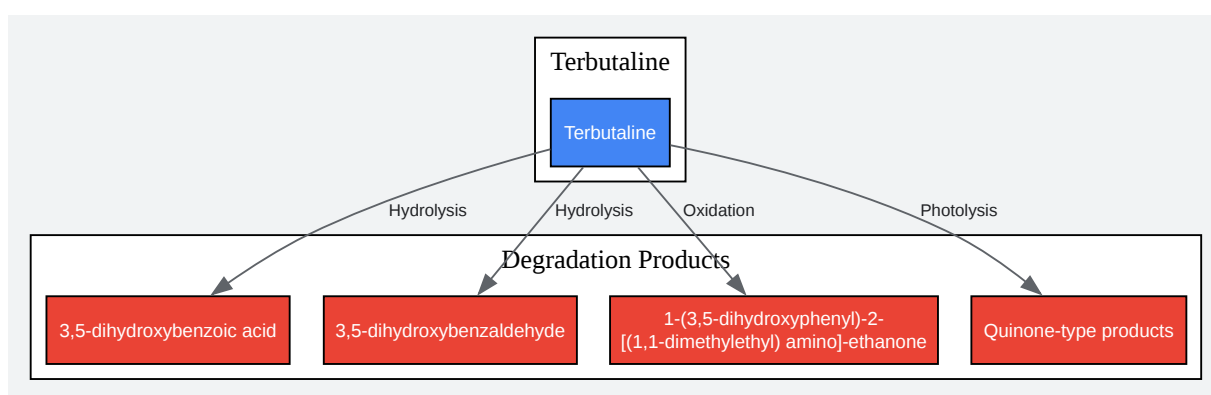 Terbutaline
Terbutaline
Hydrolysis
Hydrolysis
Oxidation
Photolysis
Degradation Products
3,5-dihydroxybenzoic acid
3,5-dihydroxybenzaldehyde
1-(3,5-dihydroxyphenyl)-2-
[(1,1-dimethylethyl) amino]-ethanone
Quinone-type products